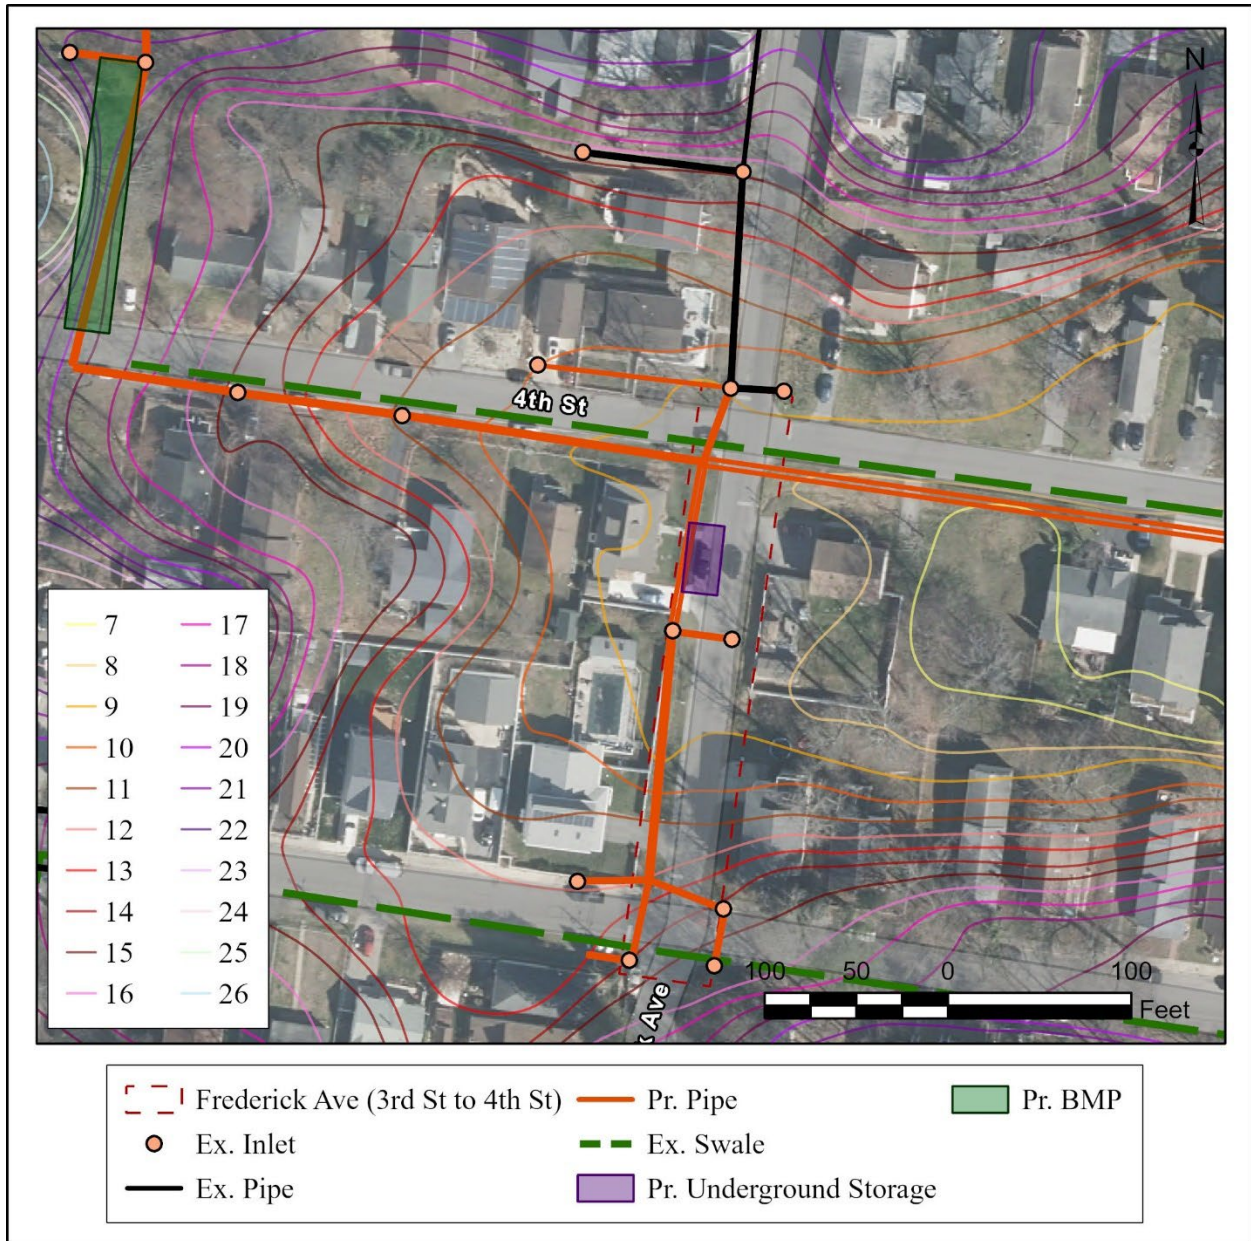 N
4th St
7 17
8 18
9 19
10 20
11 21
12 22
13 23
14 24
15 25
16 26
k Ave
100 50 0 100
Feet
Frederick Ave (3rd St to 4th St) Pr. Pipe Pr. BMP
Ex. Inlet Ex. Swale
Ex. Pipe Pr. Underground Storage